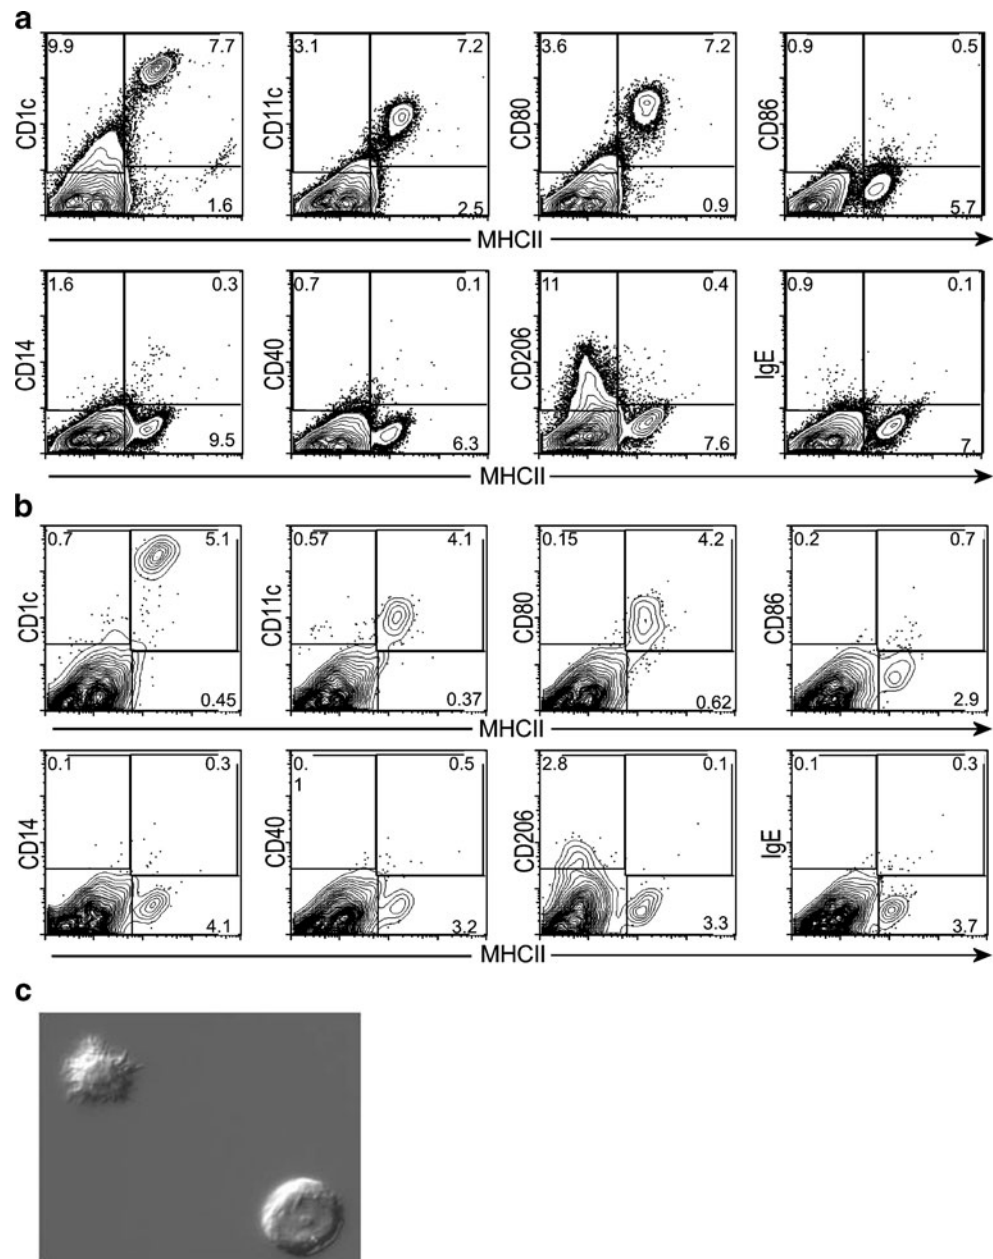 a
9.9 7.7
CD1c
1.6
3.1 7.2
CD11c
2.5
3.6 7.2
CD80
0.9
0.9 0.5
CD86
5.7
MHCII MHCII
1.6 0.3
CD14
9.5
0.7 0.1
CD40
6.3
11 0.4
CD206
7.6
0.9 0.1
IgE
7.
MHCII
b
0.7 5.1
CD1c
0.45
0.57 4.1
CD11c
0.37
0.15 4.2
CD80
0.62
0.2 0.7
CD86
2.9
MHCII
0.1 0.3
CD14
4.1
0.
1
0.5
CD40
3.2
2.8 0.1
CD206
3.3
0.1 0.3
IgE
3.7
MHCII
c